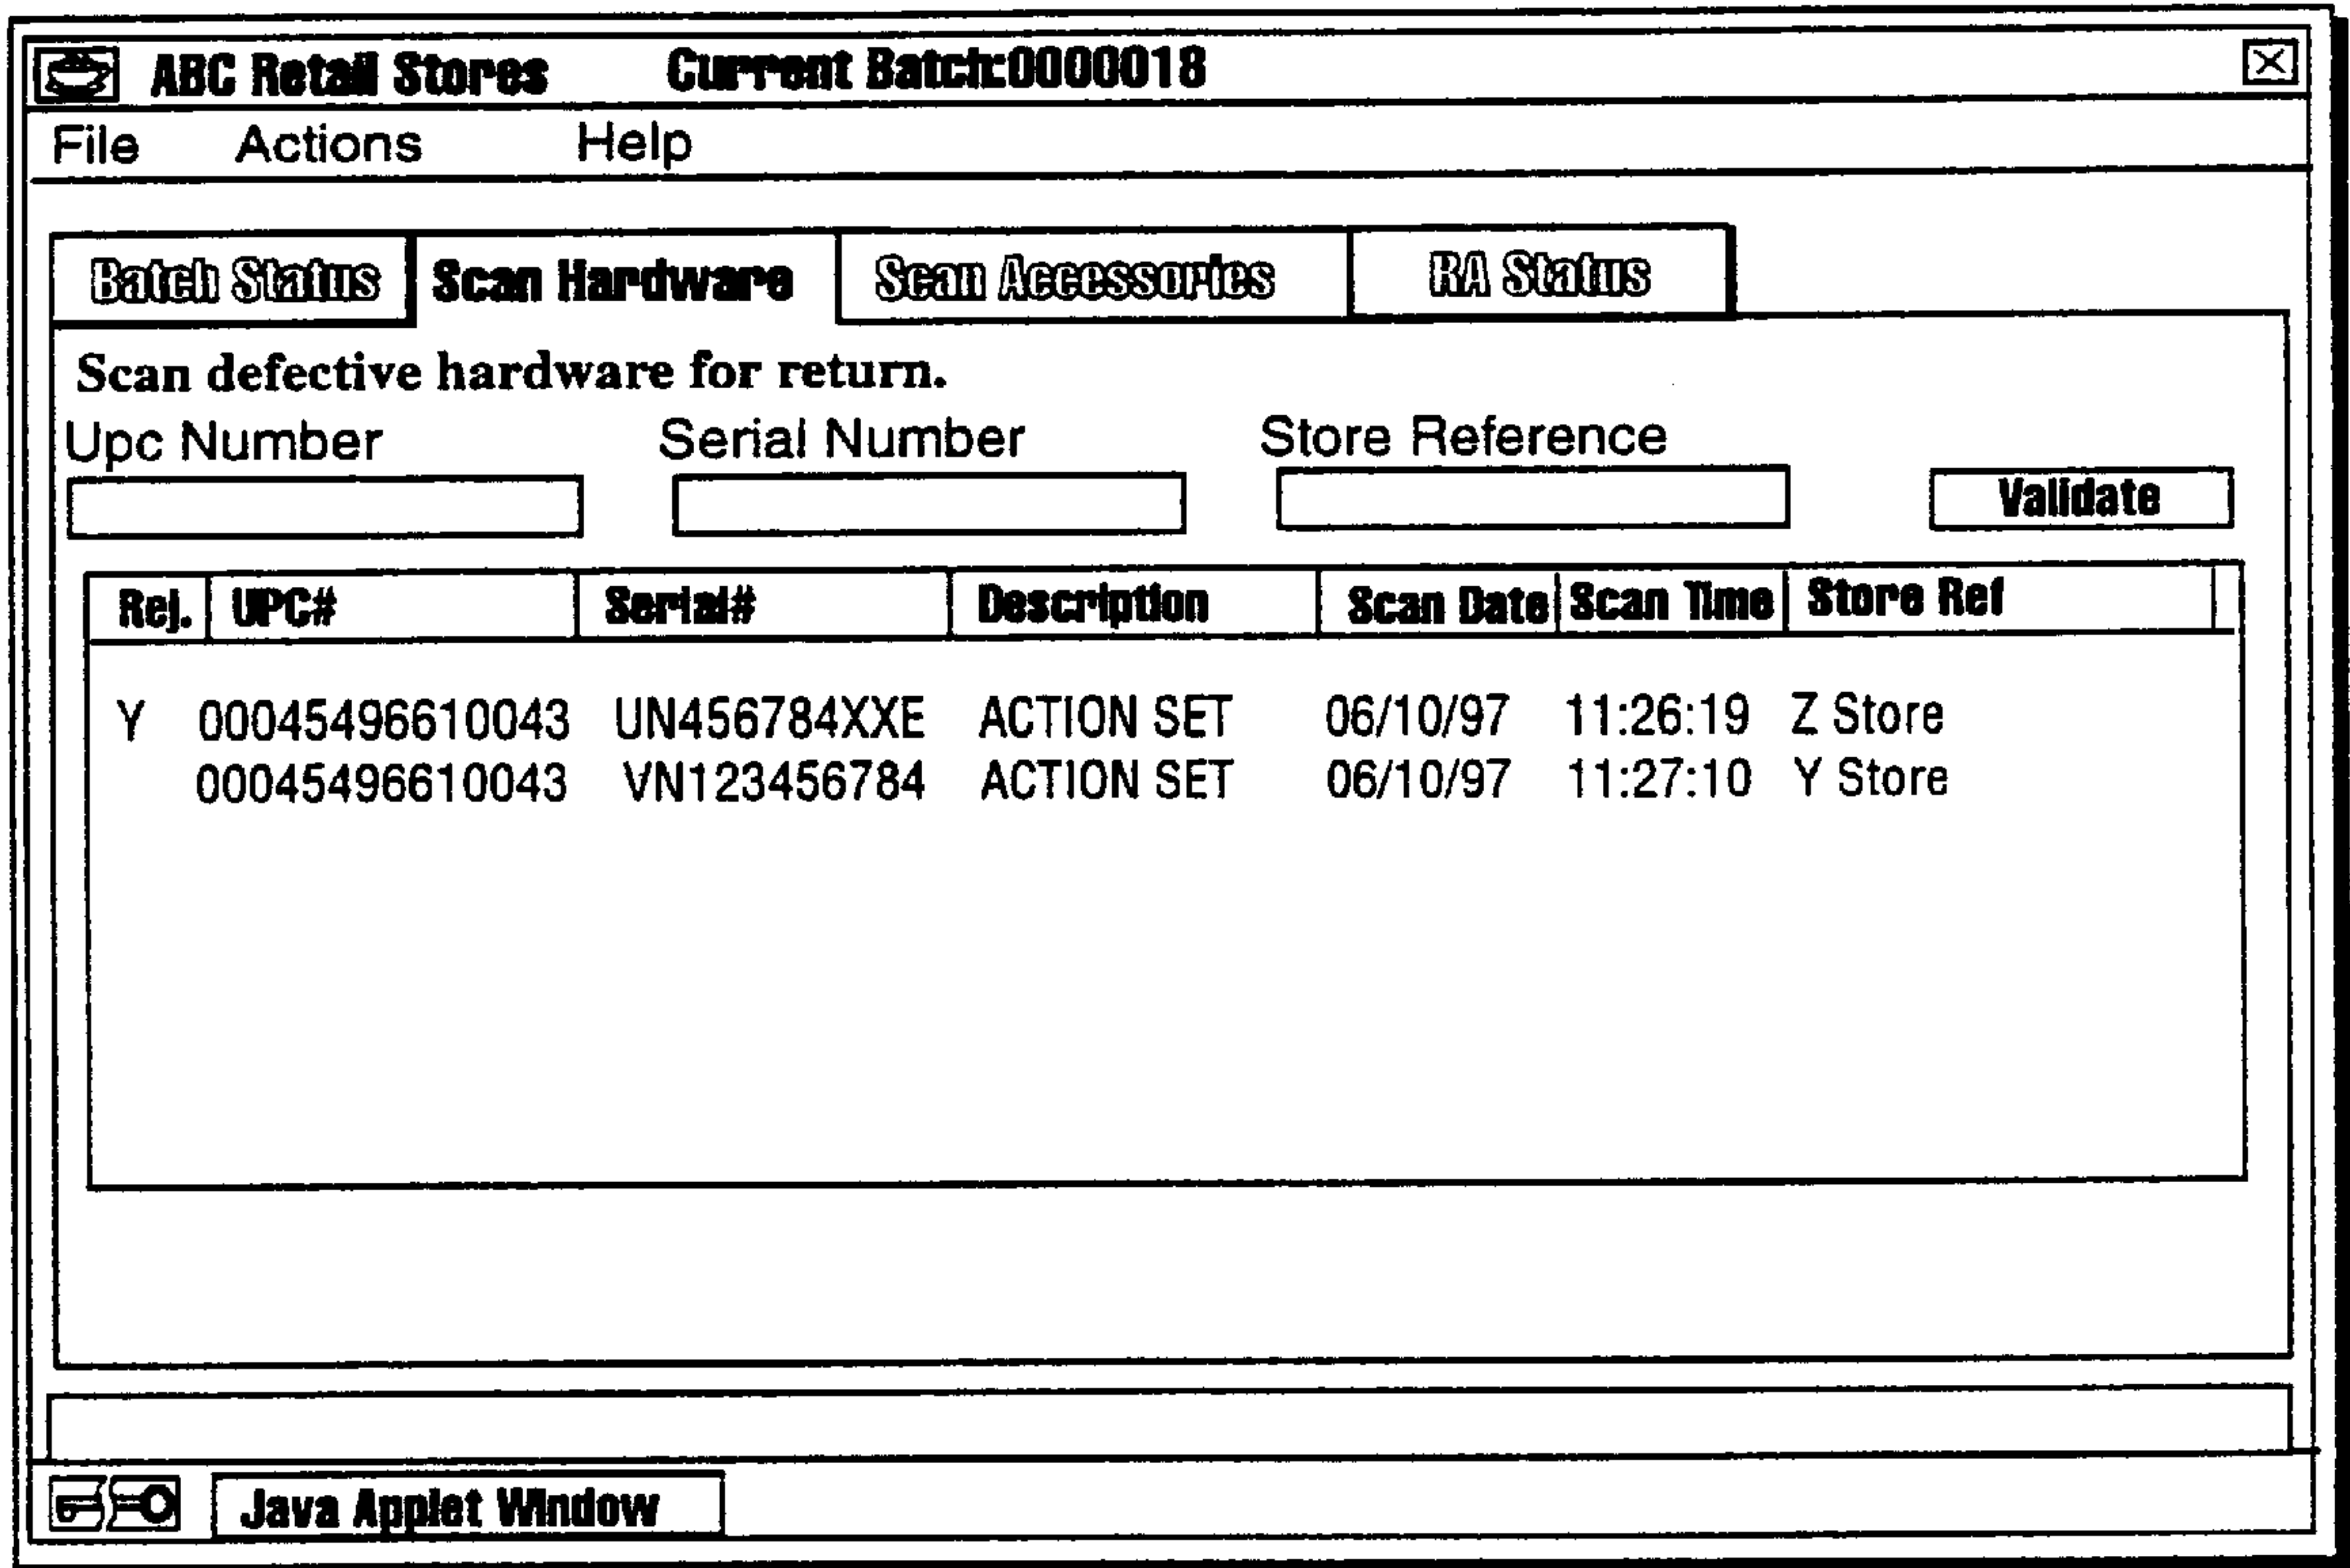 ABC Retail Stores Current Batch:0000018
File Actions Help
Batch Status Scan Hardware Scan Accessories RA Status
Scan defective hardware for return.
Upc Number Serial Number Store Reference
Validate
Rej. UPC# Serial# Description Scan Date Scan Time Store Ref
Y 00045496610043 UN456784XXE ACTION SET 06/10/97 11:26:19 Z Store
00045496610043 VN123456784 ACTION SET 06/10/97 11:27:10 Y Store
Java Applet Window